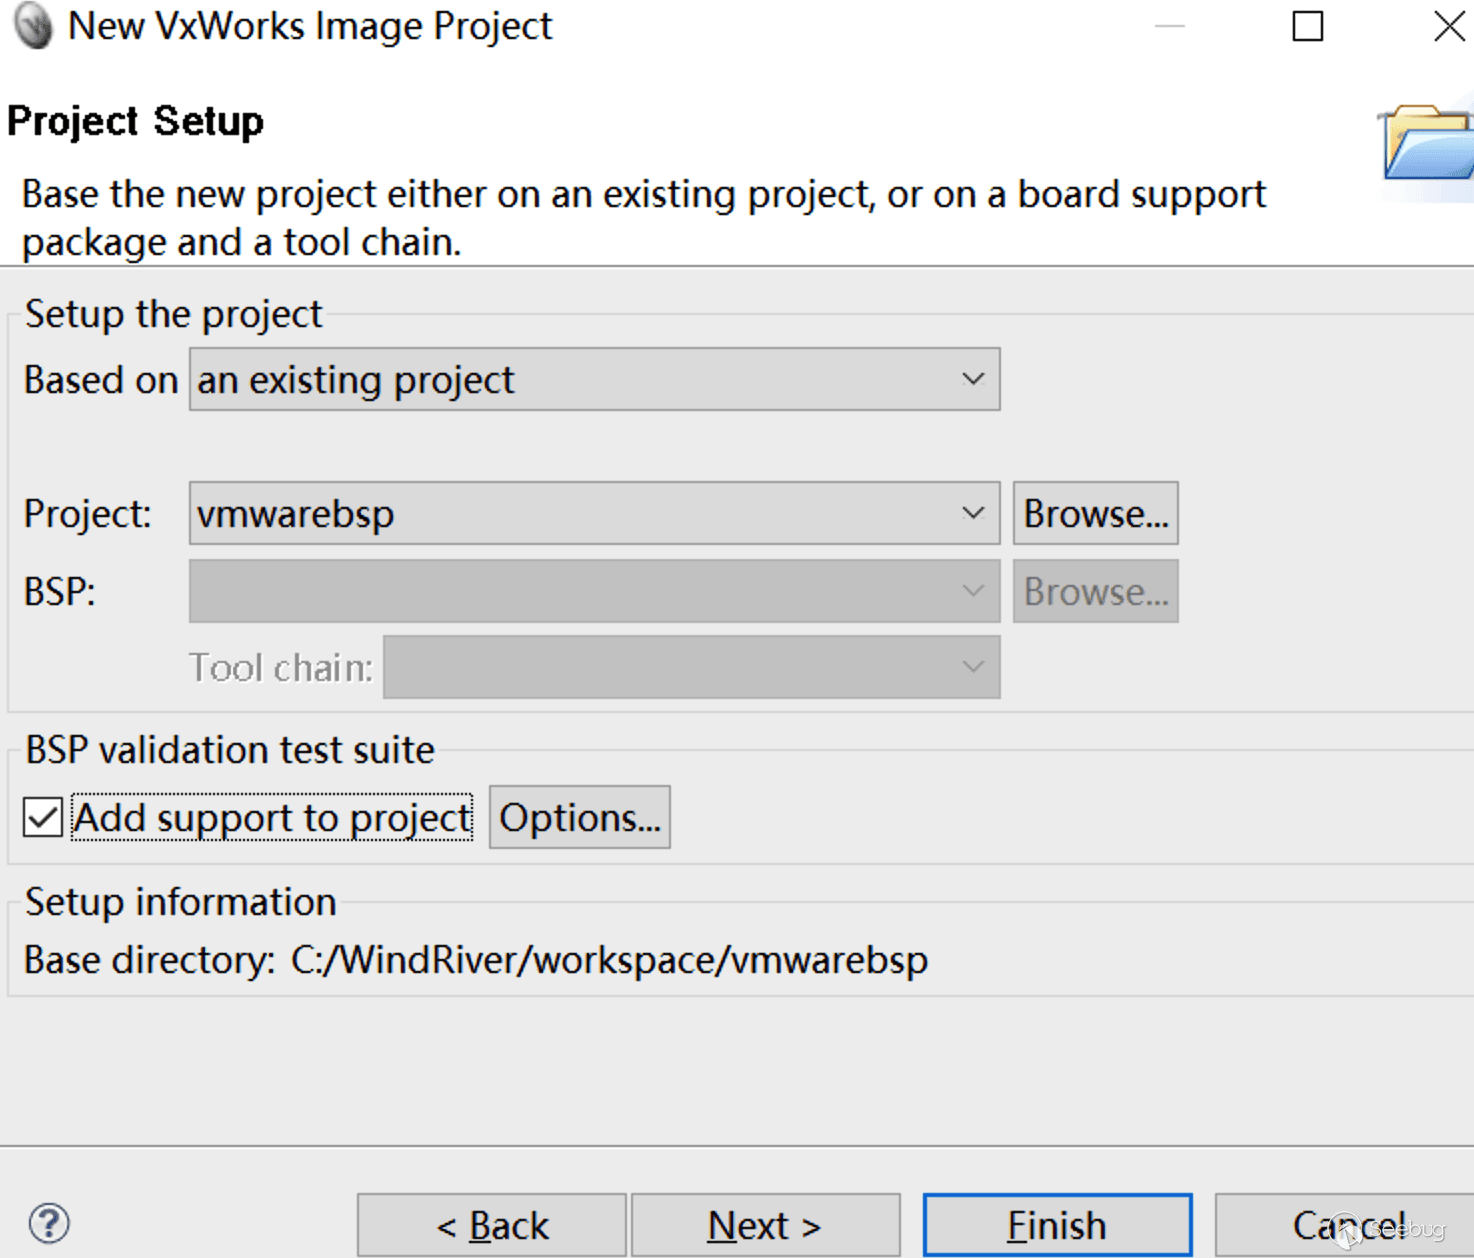 New VxWorks Image Project
Project Setup
Base the new project either on an existing project, or on a board support
package and a tool chain.
Setup the project
Based on an existing project
Project: vmwarebsp Browse...
BSP: Browse...
Tool chain:
BSP validation test suite
Add support to project Options...
Setup information
Base directory: C:/WindRiver/workspace/vmwarebsp
? < Back Next > Finish Cancel
Seebug